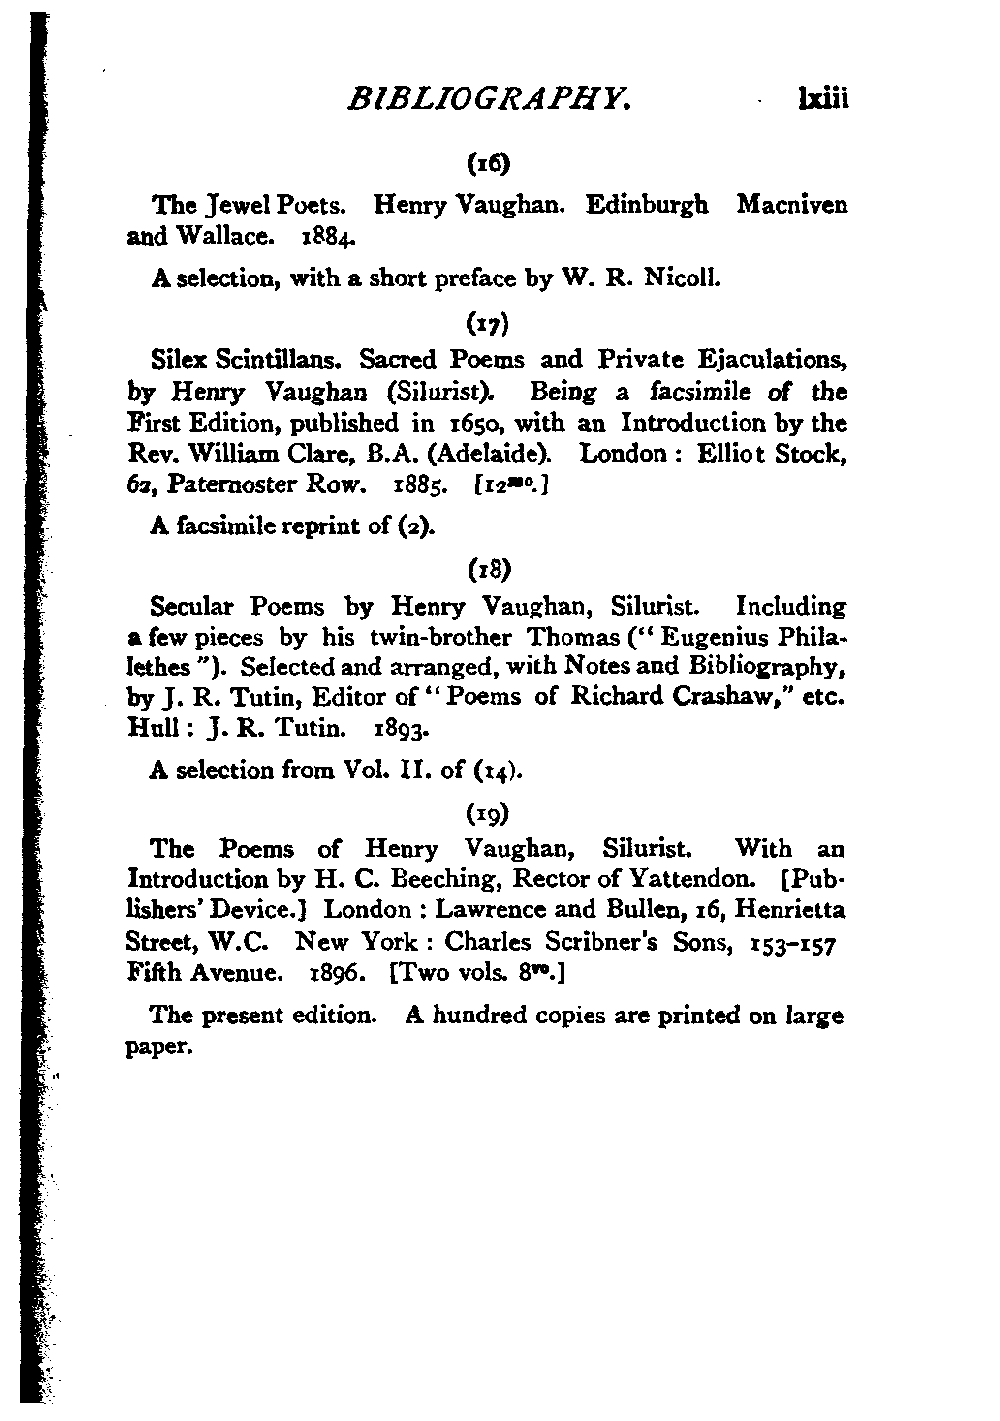 BIBLIOGRAPHY. lxiii
(16)
The Jewel Poets. Henry Vaughan. Edinburgh Macniven
and Wallace. 1884.
A selection, with a short preface by W. R. Nicoll.
(17)
Silex Scintillans. Sacred Poems and Private Ejaculations,
by Henry Vaughan (Silurist). Being a facsimile of the
First Edition, published in 1650, with an Introduction by the
Rev. William Clare, B.A. (Adelaide). London : Elliot Stock,
62, Paternoster Row. 1885. [12mo.]
A facsimile reprint of (2).
(18)
Secular Poems by Henry Vaughan, Silurist. Including
a few pieces by his twin-brother Thomas (“ Eugenius Phila-
lethes ”). Selected and arranged, with Notes and Bibliography,
by J. R. Tutin, Editor of “ Poems of Richard Crashaw,” etc.
Hull : J. R. Tutin. 1893.
A selection from Vol. II. of (14).
(19)
The Poems of Henry Vaughan, Silurist. With an
Introduction by H. C. Beeching, Rector of Yattendon. [Pub-
lishers’ Device.] London : Lawrence and Bullen, 16, Henrietta
Street, W.C. New York : Charles Scribner's Sons, 153–157
Fifth Avenue. 1896. [Two vols. 8vo.]
The present edition. A hundred copies are printed on large
paper.